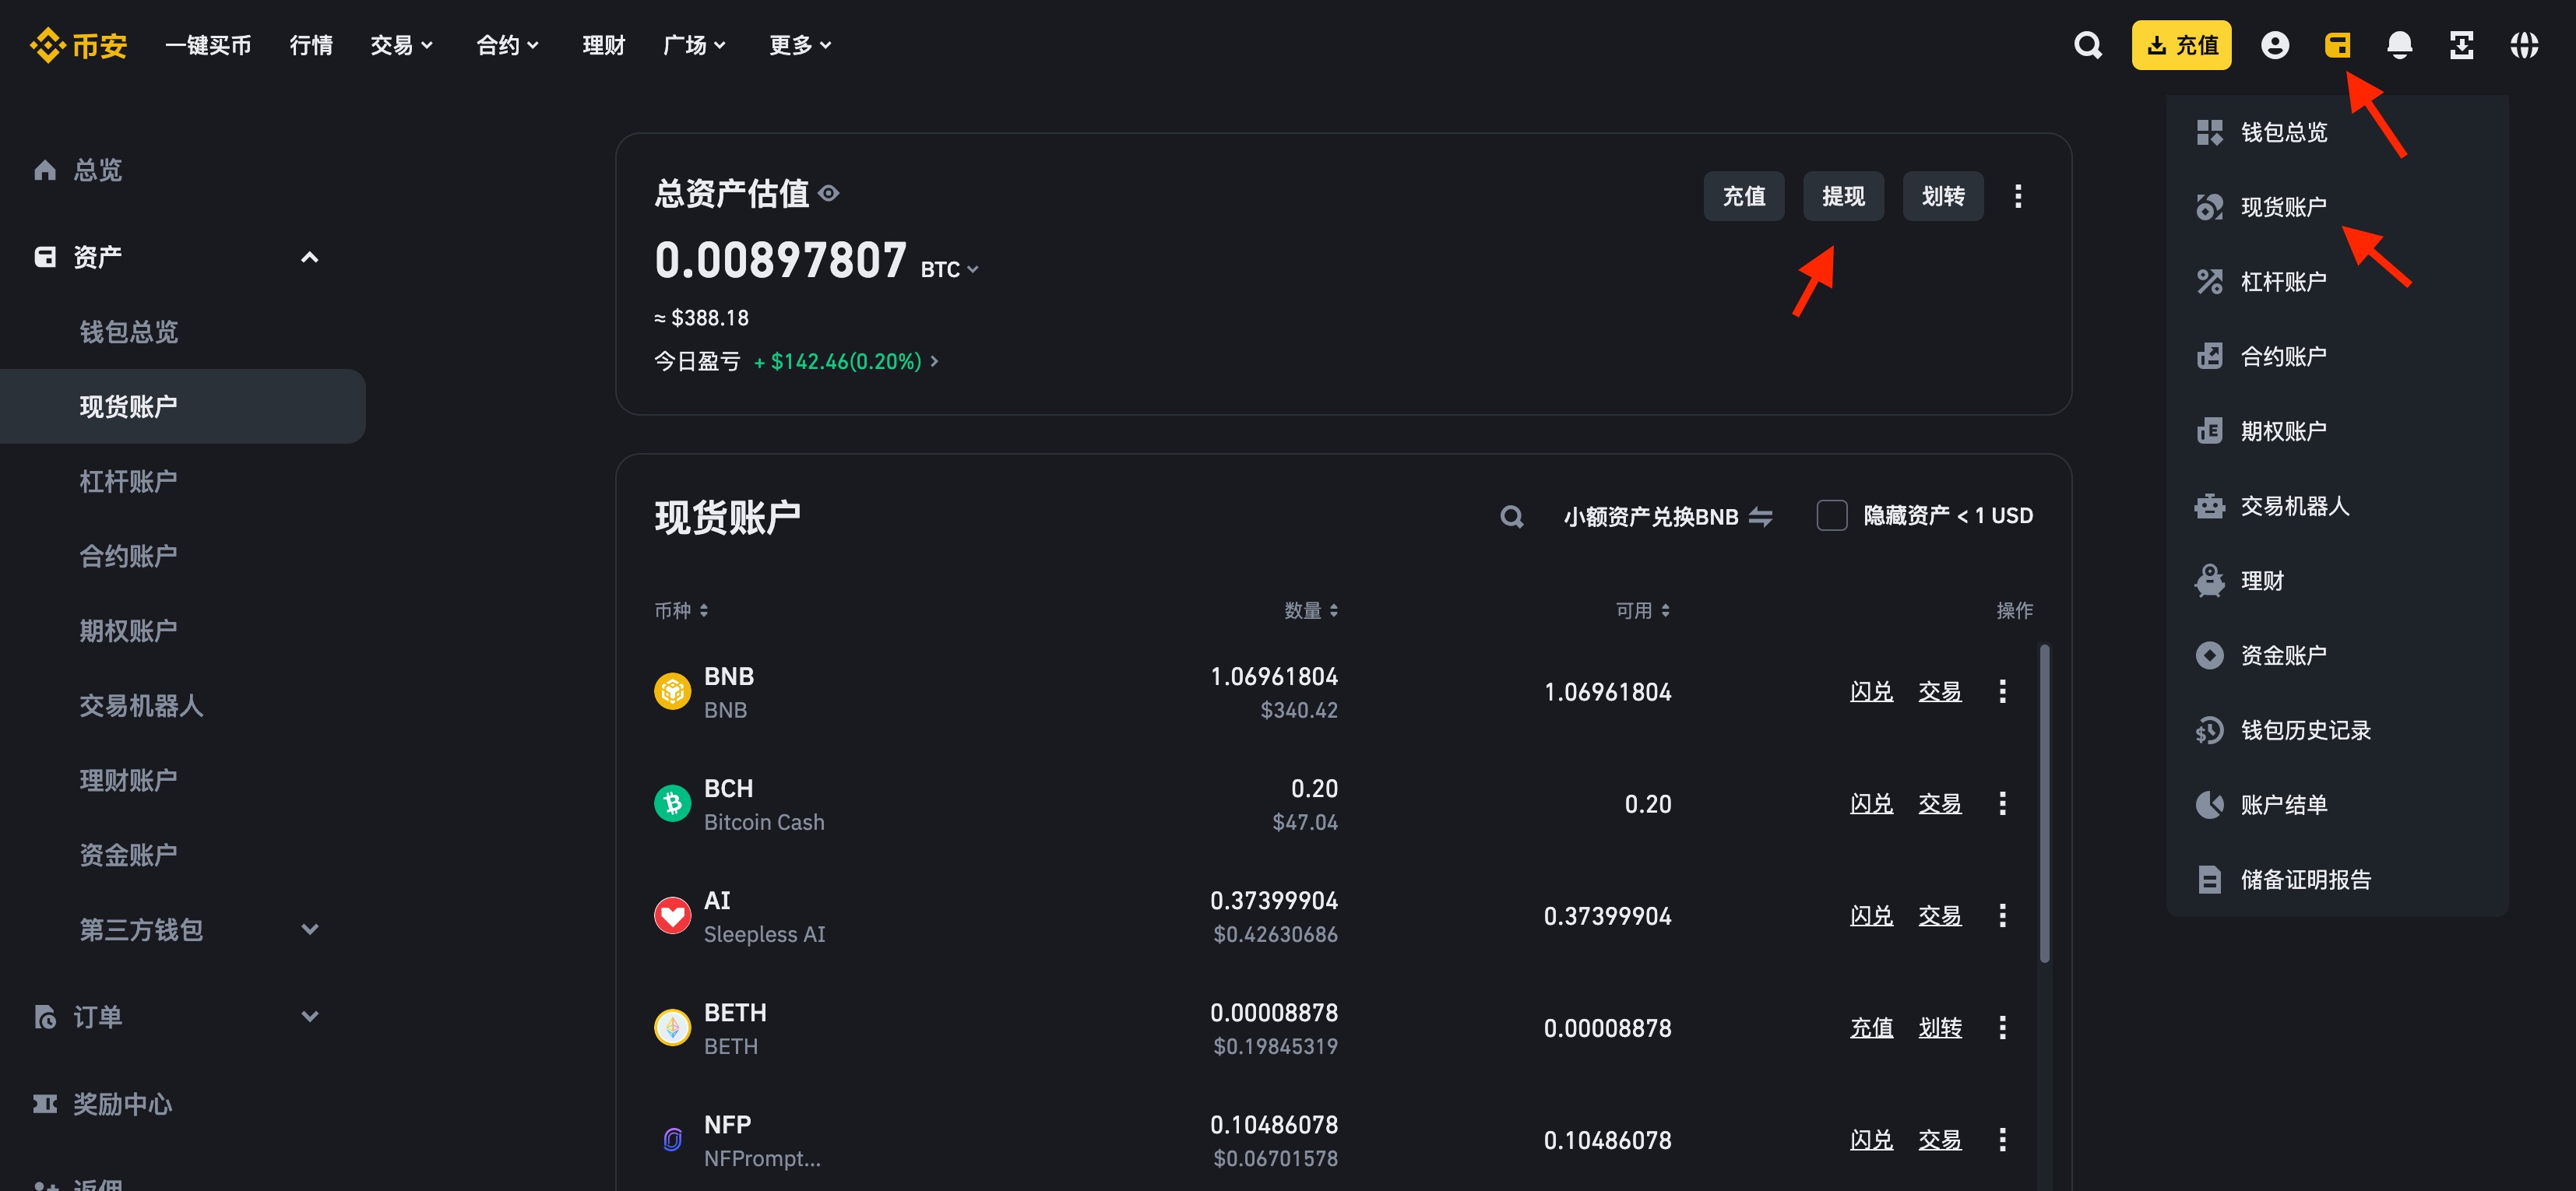 币安 一键买币 行情 交易 合约 理财 广场 更多 充值
总览
资产
钱包总览
现货账户
杠杆账户
合约账户
期权账户
交易机器人
理财账户
资金账户
第三方钱包
订单
奖励中心
返佣
总资产估值 充值 提现 划转
0.00897807 BTC
≈ $388.18
今日盈亏 + $142.46(0.20%)
现货账户 小额资产兑换BNB 隐藏资产 < 1 USD
币种 数量 可用 操作
BNB 1.06961804 1.06961804 闪兑 交易
BNB $340.42
BCH 0.20 0.20 闪兑 交易
Bitcoin Cash $47.04
AI 0.37399904 0.37399904 闪兑 交易
Sleepless AI $0.42630686
BETH 0.00008878 0.00008878 充值 划转
BETH $0.19845319
NFP 0.10486078 0.10486078 闪兑 交易
NFPrompt... $0.06701578
钱包总览
现货账户
杠杆账户
合约账户
期权账户
交易机器人
理财
资金账户
钱包历史记录
账户结单
储备证明报告